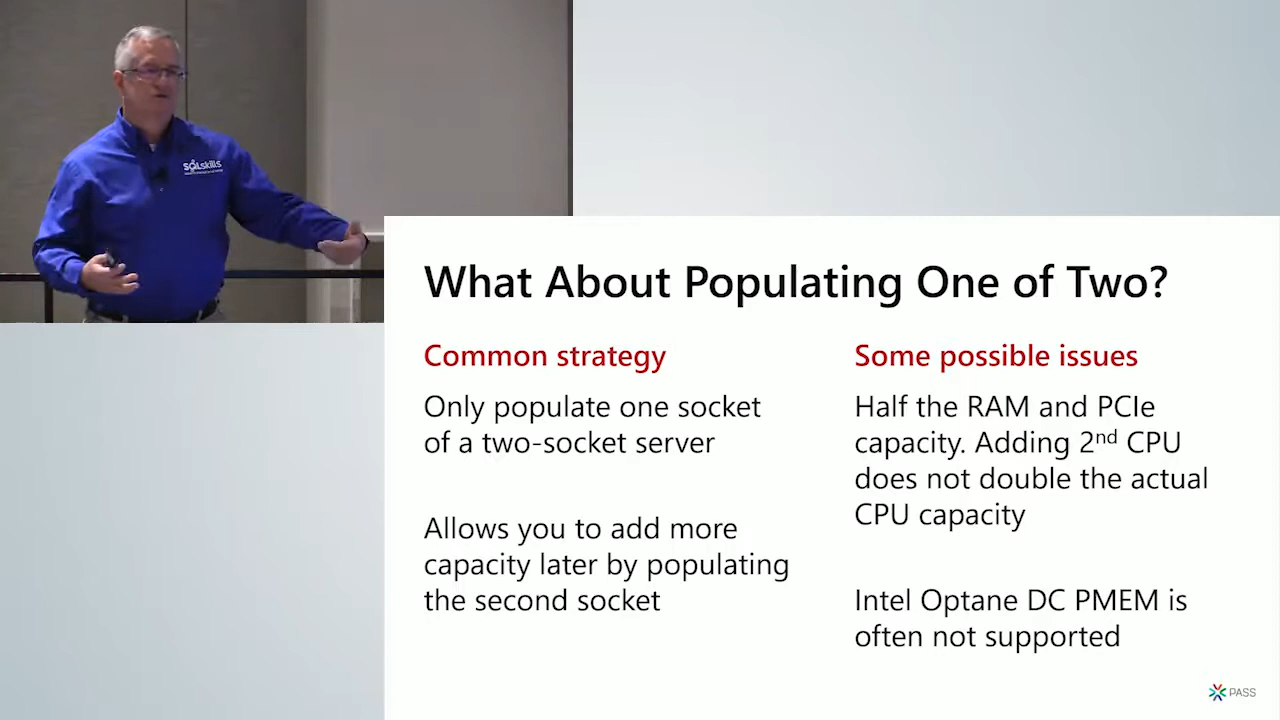 SQLskills
What About Populating One of Two?
Common strategy
Only populate one socket
of a two-socket server
Allows you to add more
capacity later by populating
the second socket
Some possible issues
Half the RAM and PCIe
capacity. Adding 2nd CPU
does not double the actual
CPU capacity
Intel Optane DC PMEM is
often not supported
PASS